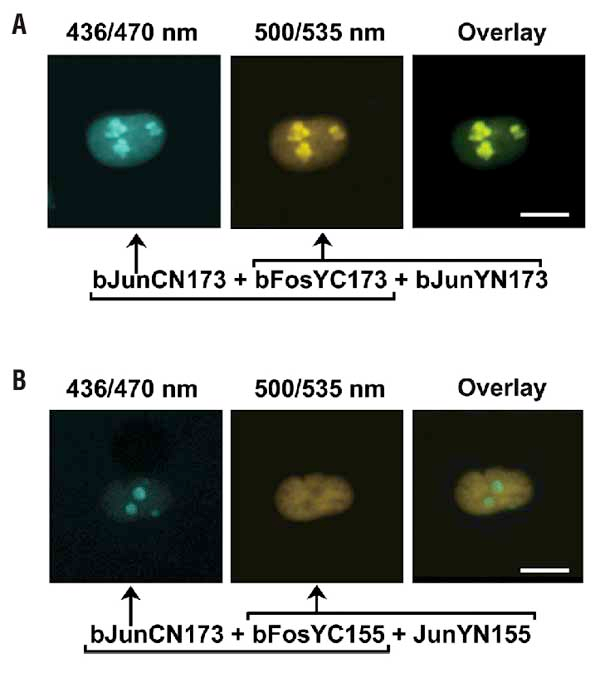 A
436/470 nm 500/535 nm Overlay
bJunCN173 + bFosYC173 + bJunYN173
B
436/470 nm 500/535 nm Overlay
bJunCN173 + bFosYC155 + JunYN155